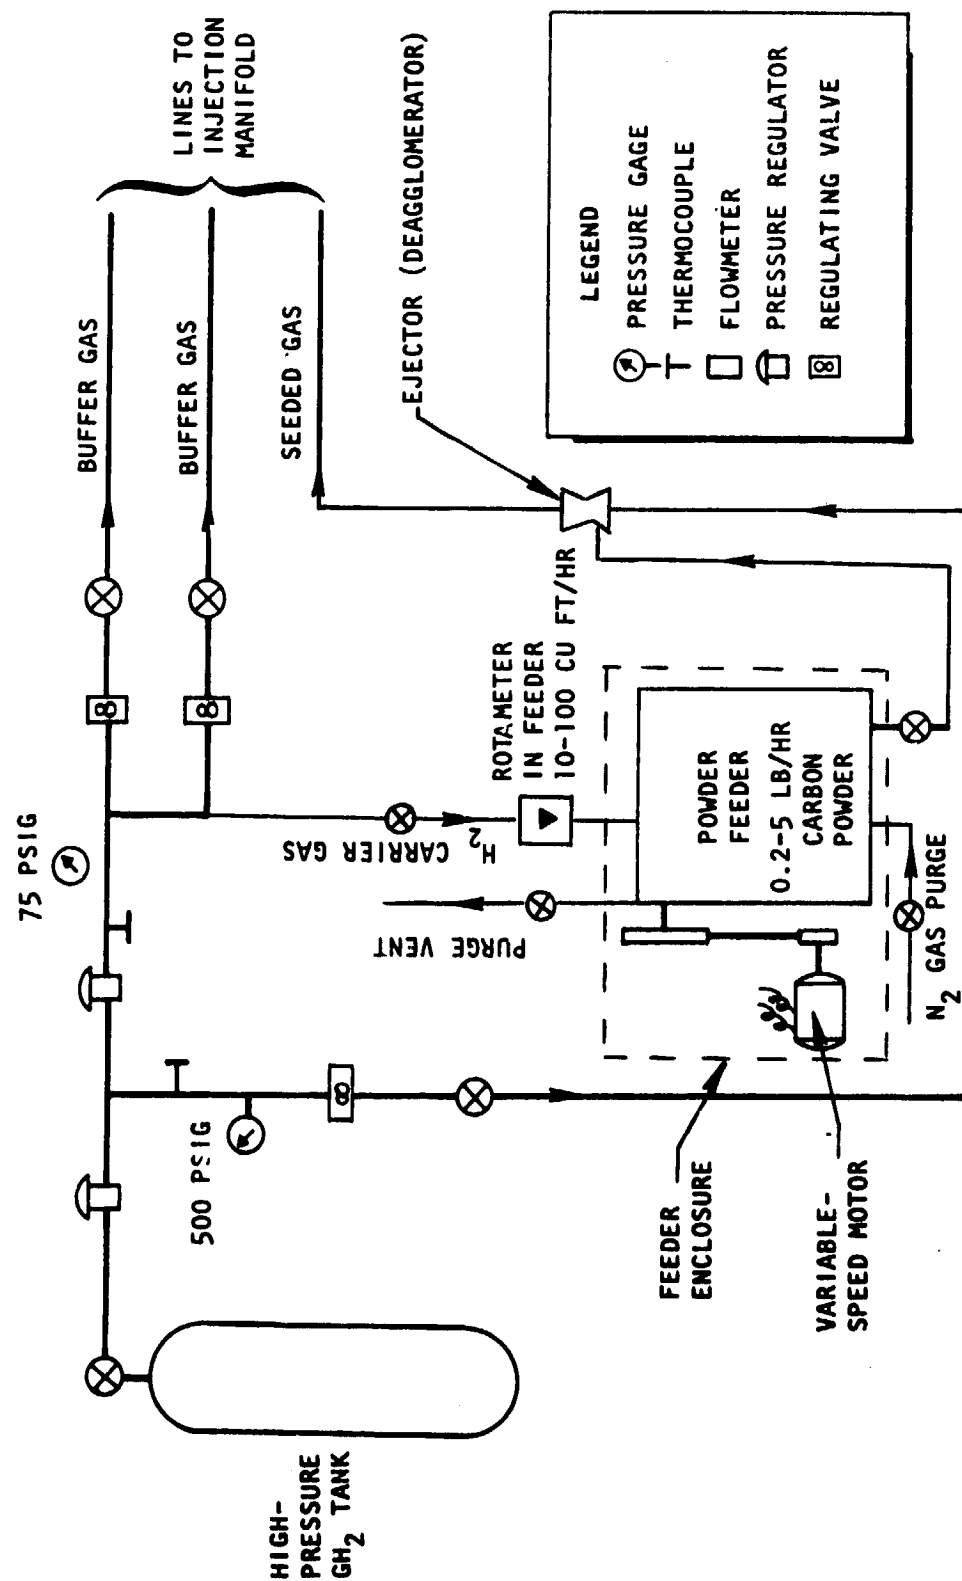 HIGH-
PRESSURE
GH2 TANK
500 PSIG
75 PSIG
BUFFER GAS
BUFFER GAS
SEEDED GAS
LINES TO
INJECTION
MANIFOLD
H2 CARRIER GAS
PURGE VENT
ROTAMETER
IN FEEDER
10-100 CU FT/HR
EJECTOR (DEAGGLOMERATOR)
POWDER
FEEDER
0.2-5 LB/HR
CARBON
POWDER
N2 GAS PURGE
FEEDER
ENCLOSURE
VARIABLE-
SPEED MOTOR
LEGEND
PRESSURE GAGE
THERMOCOUPLE
FLOWMETER
PRESSURE REGULATOR
8 REGULATING VALVE